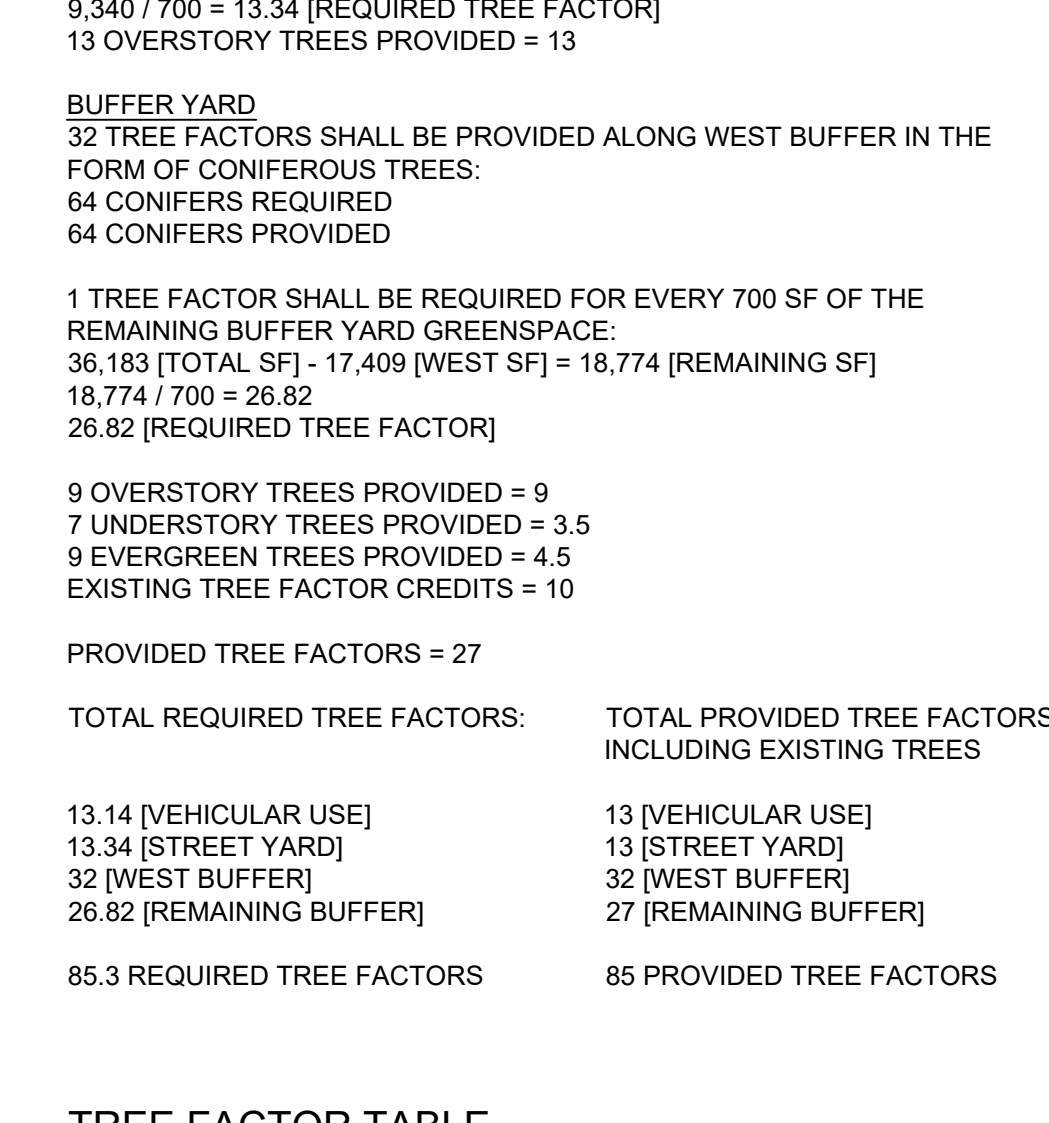 9,340 / 700 = 13.34 [REQUIRED TREE FACTOR]
13 OVERSTORY TREES PROVIDED = 13
BUFFER YARD
32 TREE FACTORS SHALL BE PROVIDED ALONG WEST BUFFER IN THE
FORM OF CONIFEROUS TREES:
64 CONIFERS REQUIRED
64 CONIFERS PROVIDED
1 TREE FACTOR SHALL BE REQUIRED FOR EVERY 700 SF OF THE
REMAINING BUFFER YARD GREENSPACE:
36,183 [TOTAL SF] - 17,409 [WEST SF] = 18,774 [REMAINING SF]
18,774 / 700 = 26.82
26.82 [REQUIRED TREE FACTOR]
9 OVERSTORY TREES PROVIDED = 9
7 UNDERSTORY TREES PROVIDED = 3.5
9 EVERGREEN TREES PROVIDED = 4.5
EXISTING TREE FACTOR CREDITS = 10
PROVIDED TREE FACTORS = 27
TOTAL REQUIRED TREE FACTORS:
13.14 [VEHICULAR USE]
13.34 [STREET YARD]
32 [WEST BUFFER]
26.82 [REMAINING BUFFER]
85.3 REQUIRED TREE FACTORS
TOTAL PROVIDED TREE FACTORS
INCLUDING EXISTING TREES
13 [VEHICULAR USE]
13 [STREET YARD]
32 [WEST BUFFER]
27 [REMAINING BUFFER]
85 PROVIDED TREE FACTORS
TREE FACTOR TABLE